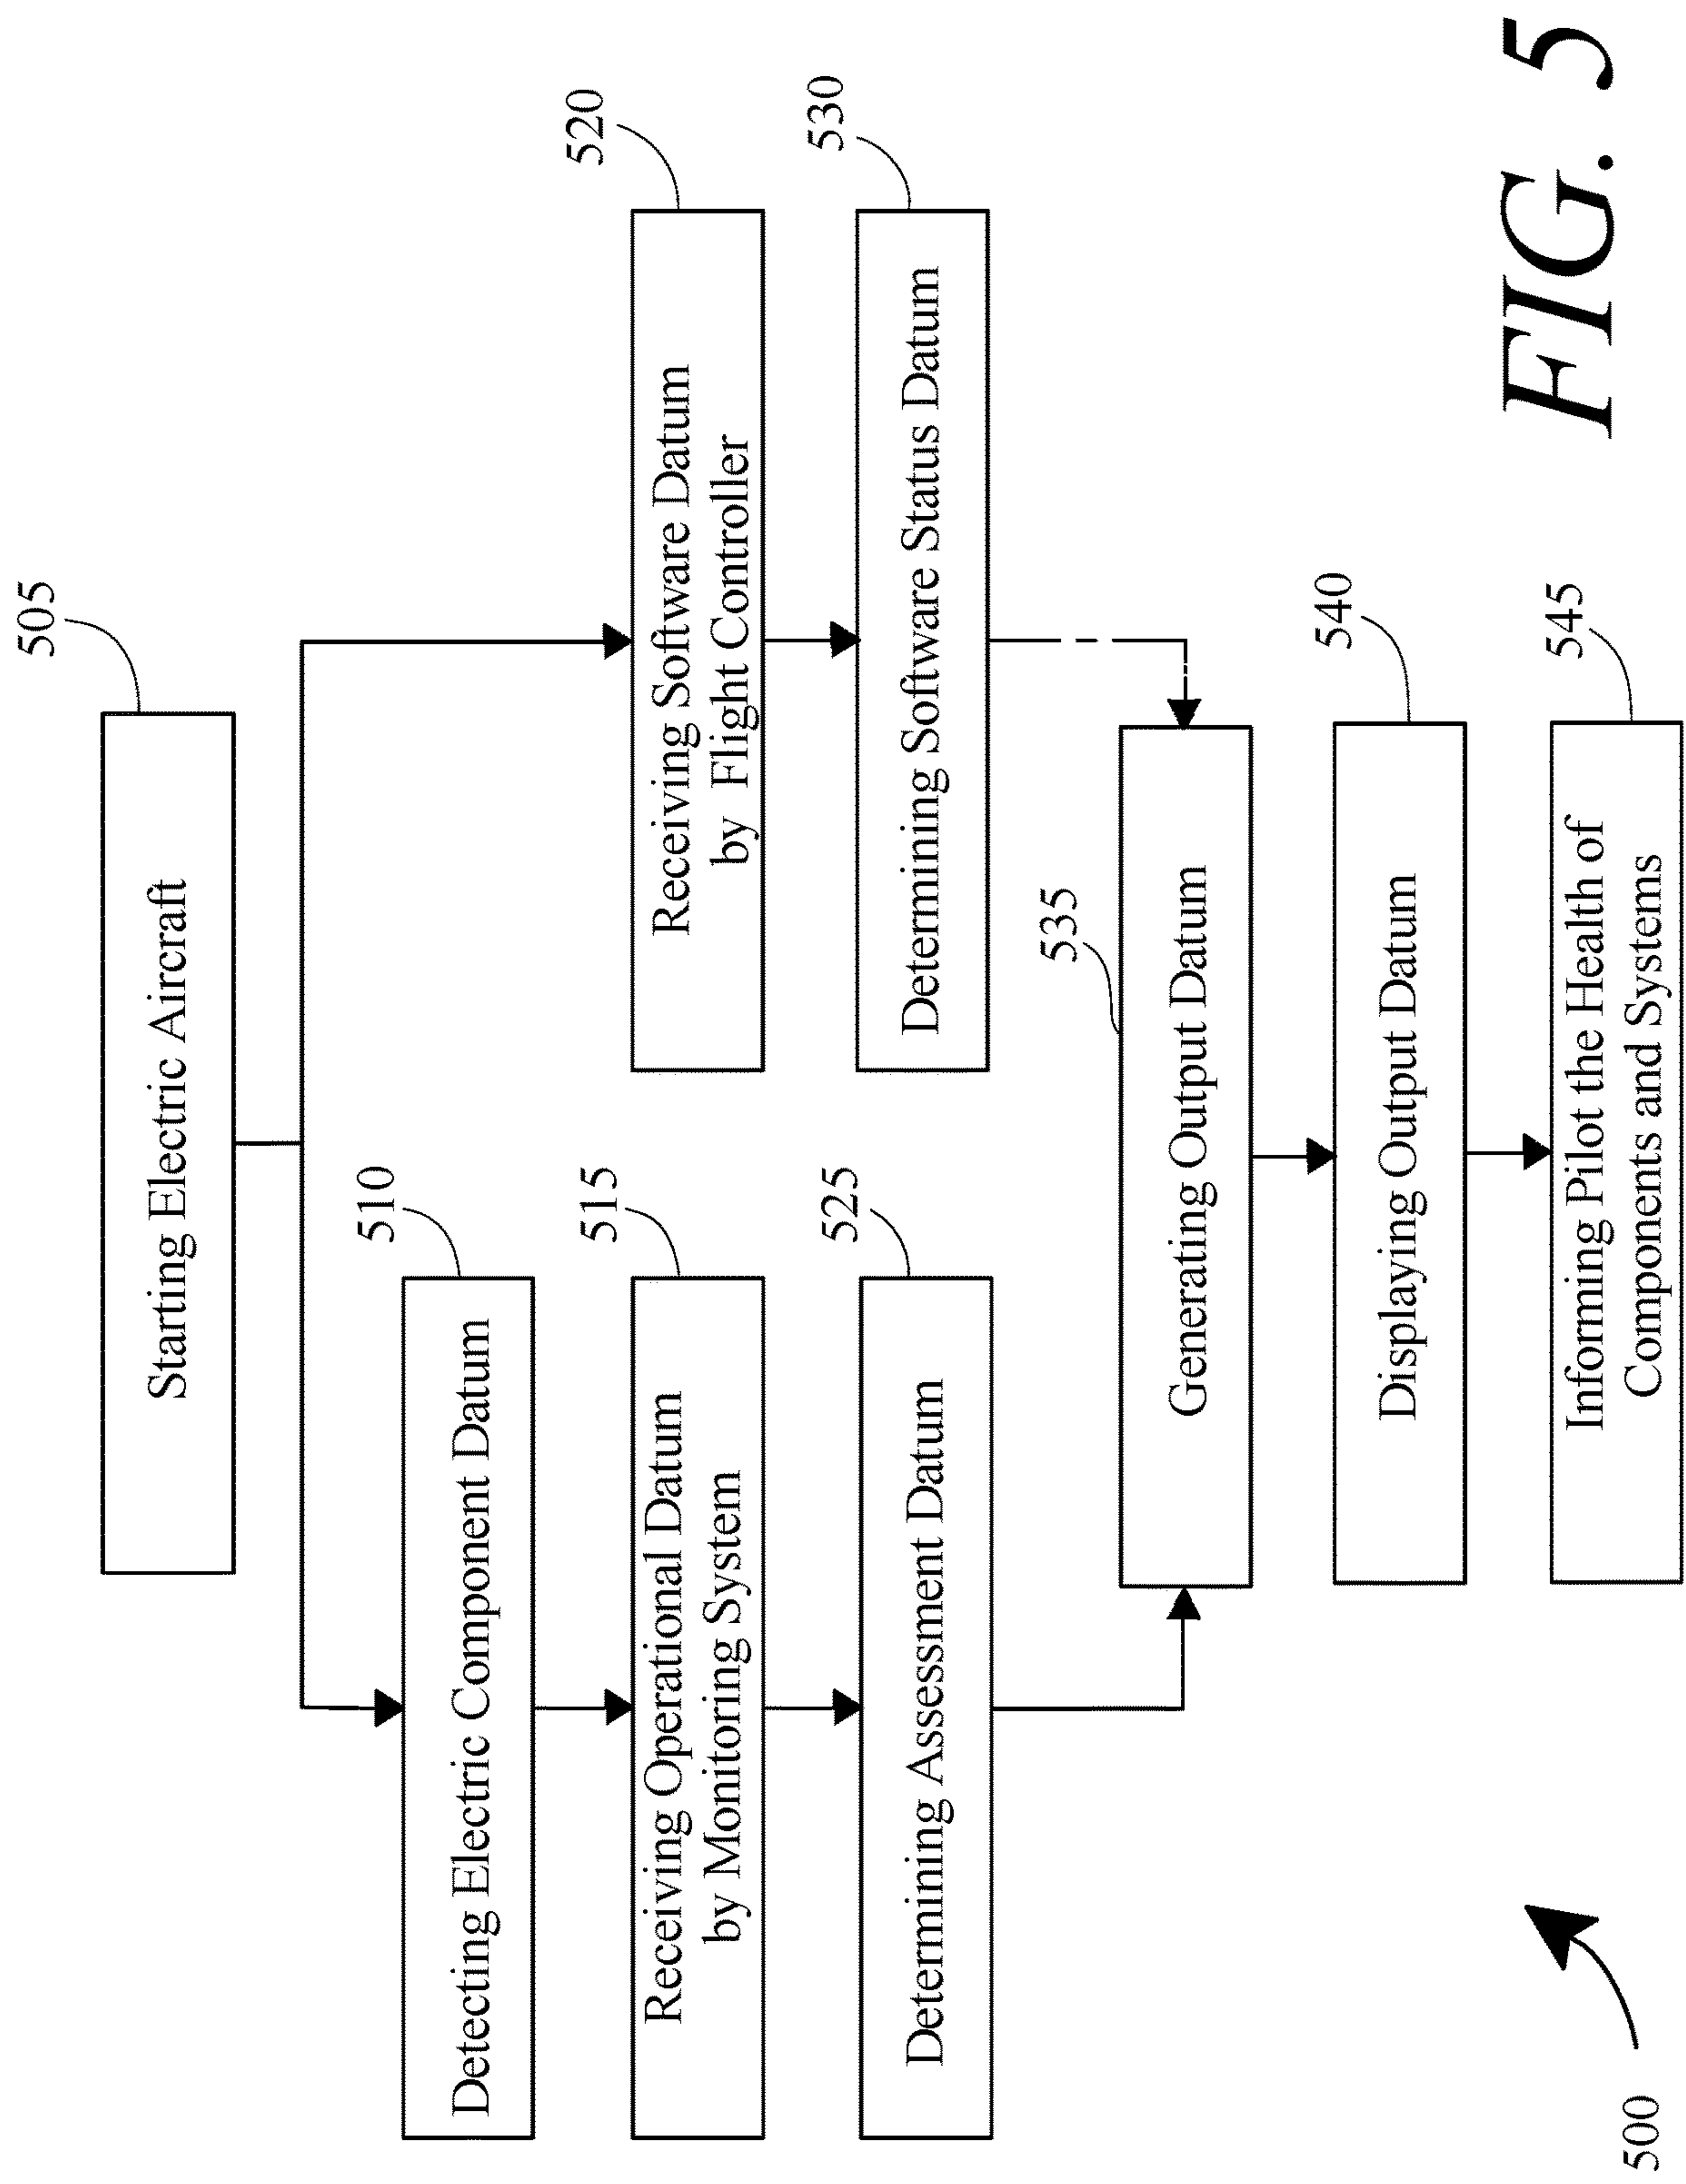 505
Starting Electric Aircraft
510
Detecting Electric Component Datum
515
Receiving Operational Datum
by Monitoring System
520
Receiving Software Datum
by Flight Controller
525
Determining Assessment Datum
530
Determining Software Status Datum
535
Generating Output Datum
540
Displaying Output Datum
545
Informing Pilot the Health of
Components and Systems
500
FIG. 5